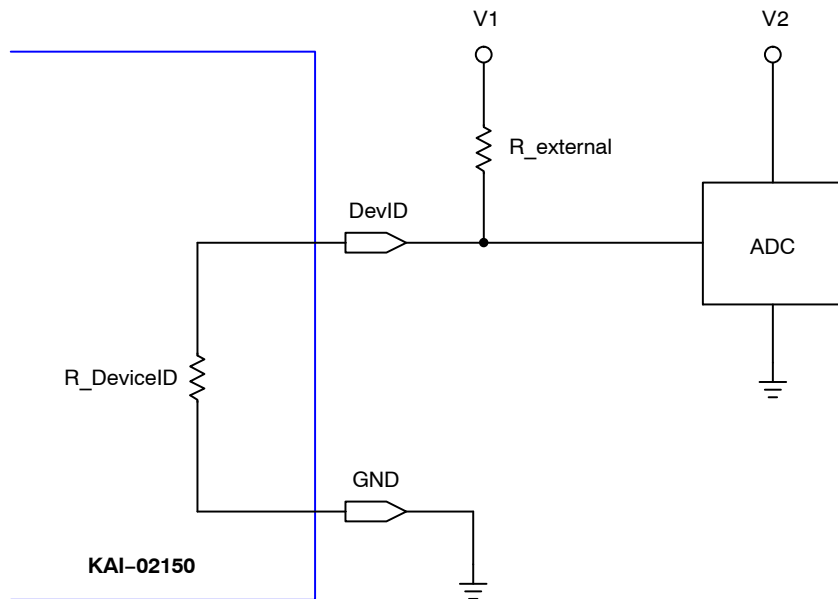 V1
V2
R_external
DevID
ADC
R_DeviceID
GND
KAI–02150